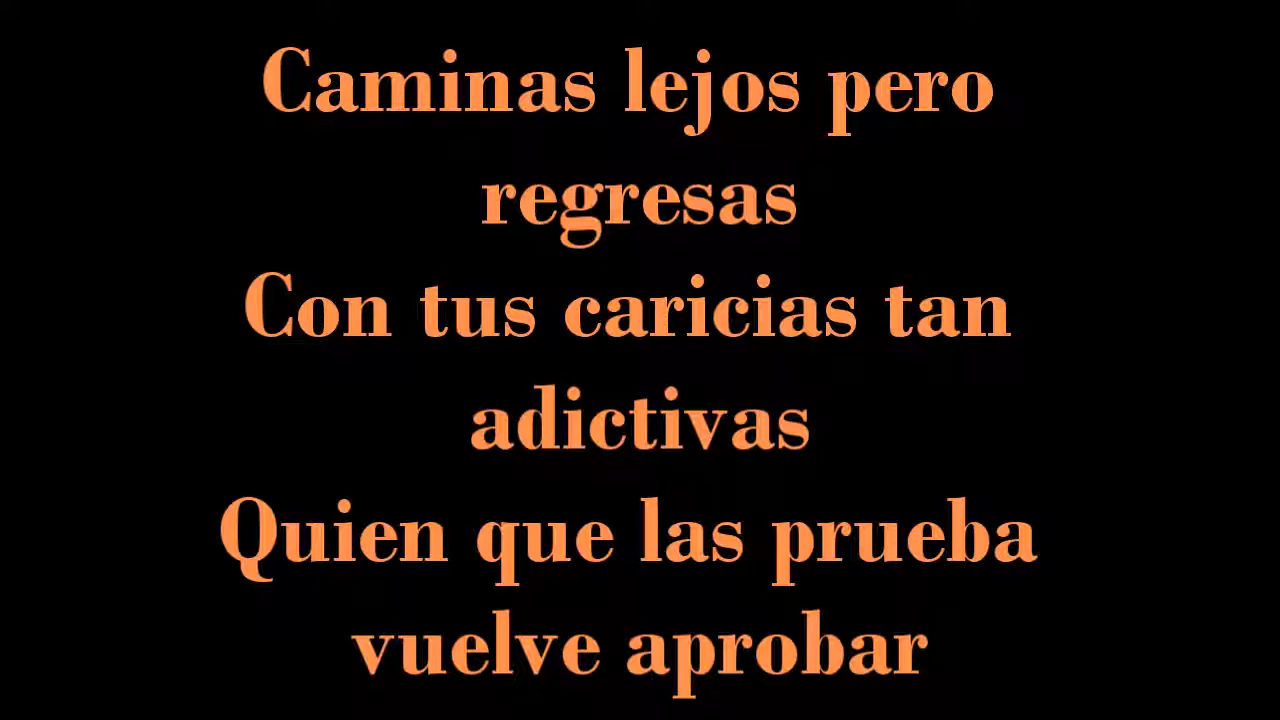 Caminas lejos pero
regresas
Con tus caricias tan
adictivas
Quien que las prueba
vuelve aprobar